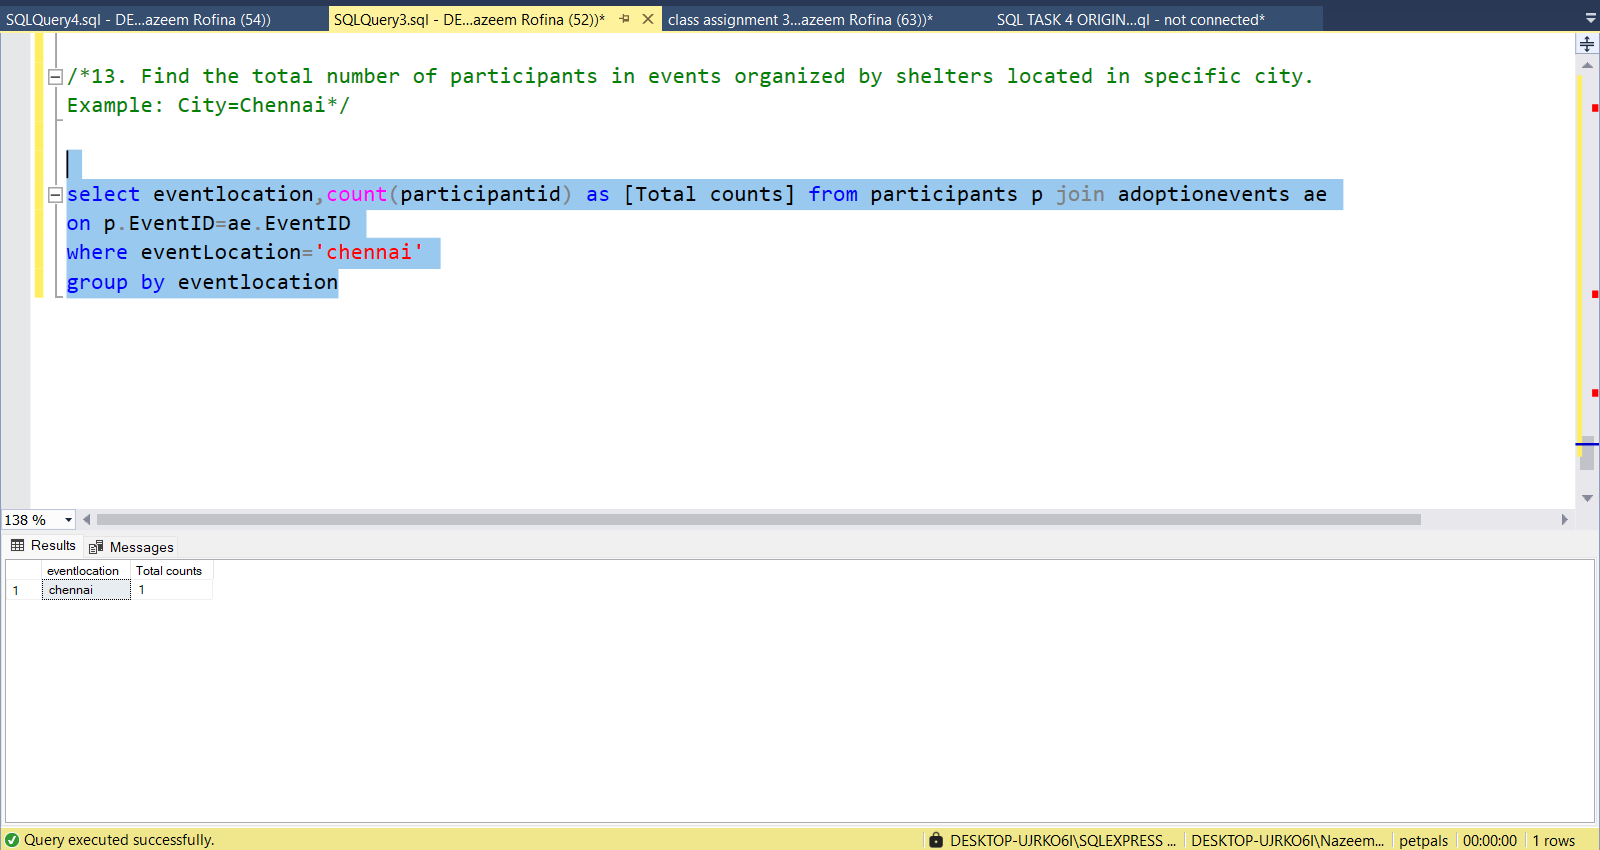 SQLQuery4.sql - DE...azeem Rofina (54)) SQLQuery3.sql - DE...azeem Rofina (52))* class assignment 3...azeem Rofina (63))* SQL TASK 4 ORIGIN...ql - not connected*
/*13. Find the total number of participants in events organized by shelters located in specific city.
Example: City=Chennai*/
select eventlocation,count(participantid) as [Total counts] from participants p join adoptionevents ae
on p.EventID=ae.EventID
where eventLocation='chennai'
group by eventlocation
138 %
Results Messages
eventlocation Total counts
1 chennai 1
Query executed successfully. DESKTOP-UJRKO6I\SQLEXPRESS ... DESKTOP-UJRKO6I\Nazeem... petpals 00:00:00 1 rows